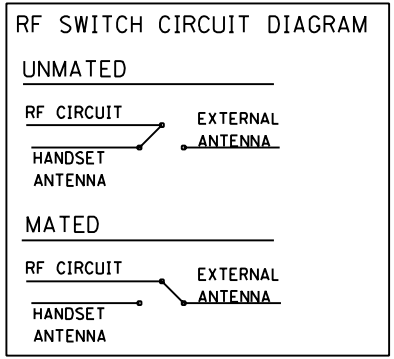 RF SWITCH CIRCUIT DIAGRAM
UNMATED
RF CIRCUIT
EXTERNAL
ANTENNA
HANDSET
ANTENNA
MATED
RF CIRCUIT
EXTERNAL
ANTENNA
HANDSET
ANTENNA